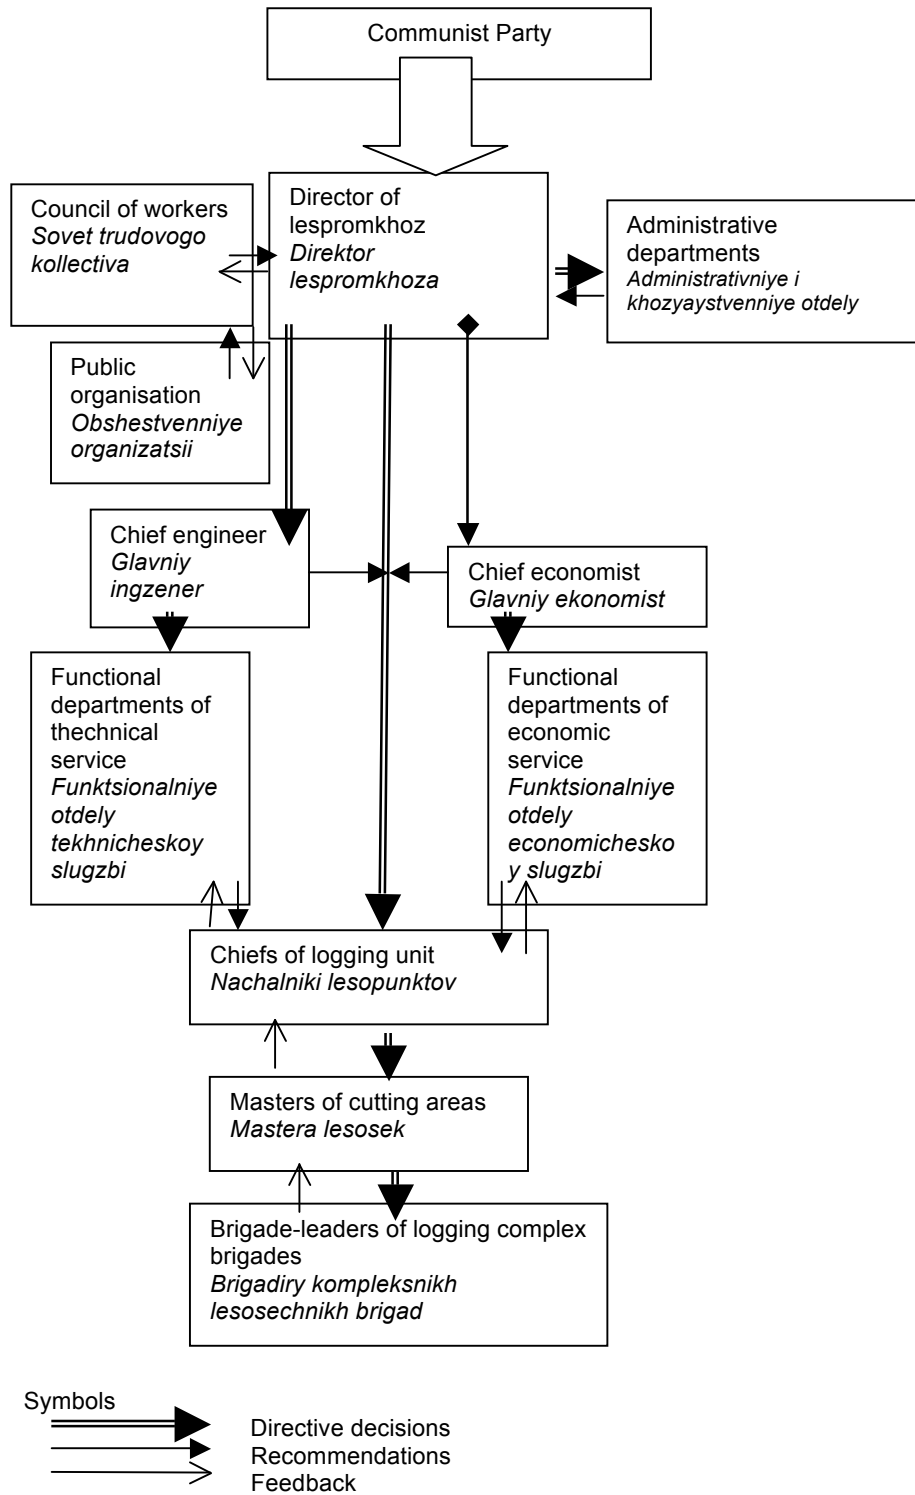 Communist Party
Council of workers
Sovet trudovogo
kollectiva
Director of
lespromkhoz
Direktor
lespromkhoza
Administrative
departments
Administrativniye i
khozyaystvenniye otdely
Public
organisation
Obshestvenniye
organizatsii
Chief engineer
Glavniy
ingzener
Chief economist
Glavniy ekonomist
Functional
departments of
thechnical
service
Funktsionalniye
otdely
tekhnicheskoy
slugzbi
Functional
departments of
economic
service
Funktsionalniye
otdely
economichesko
y slugzbi
Chiefs of logging unit
Nachalniki lesopunktov
Masters of cutting areas
Mastera lesosek
Brigade-leaders of logging complex
brigades
Brigadiry kompleksnikh
lesosechnikh brigad
Symbols
Directive decisions
Recommendations
Feedback